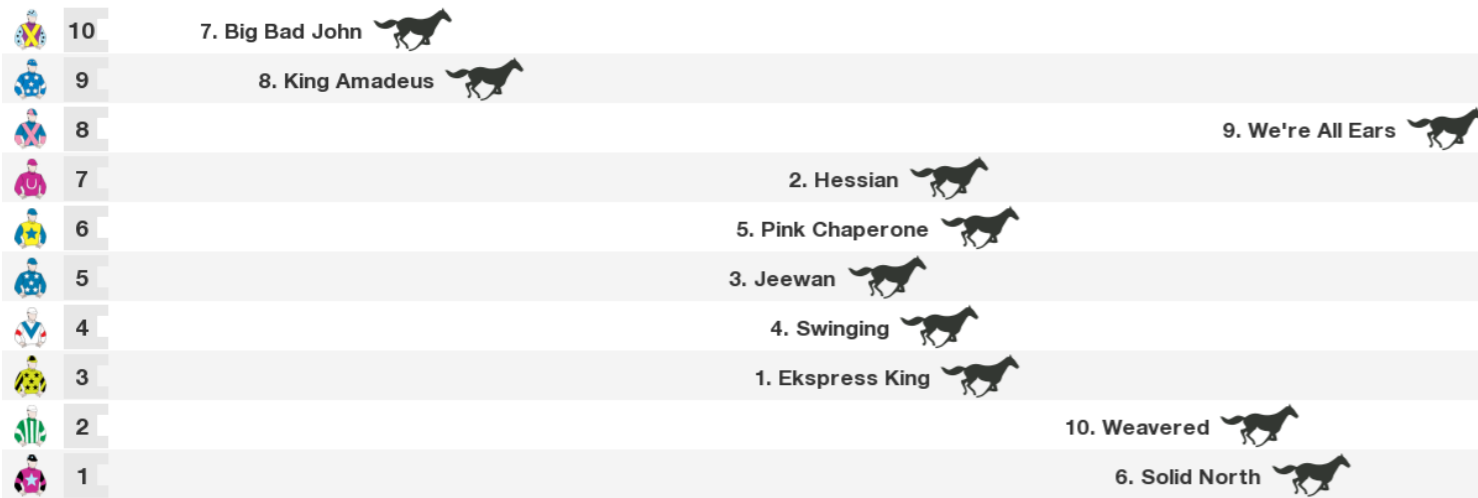 10 7. Big Bad John
9 8. King Amadeus
8 9. We're All Ears
7 2. Hessian
6 5. Pink Chaperone
5 3. Jeewan
4 4. Swinging
3 1. Ekspress King
2 10. Weavered
1 6. Solid North